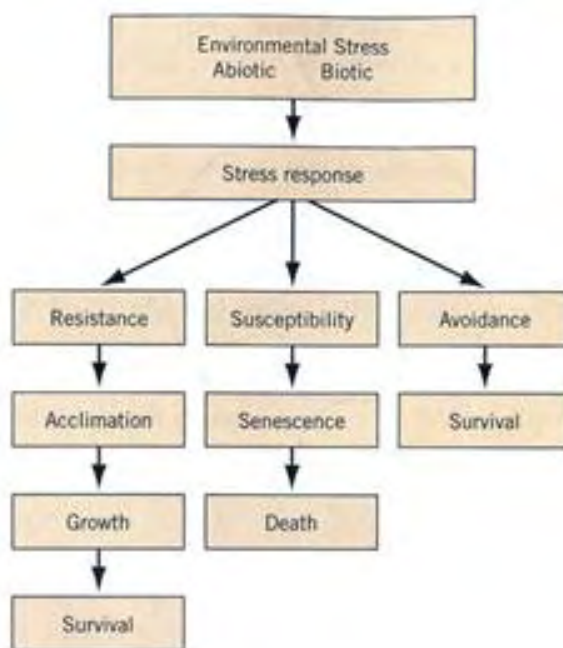 Environmental Stress
Abiotic Biotic
Stress response
Resistance Susceptibility Avoidance
Acclimation Senescence Survival
Growth Death
Survival